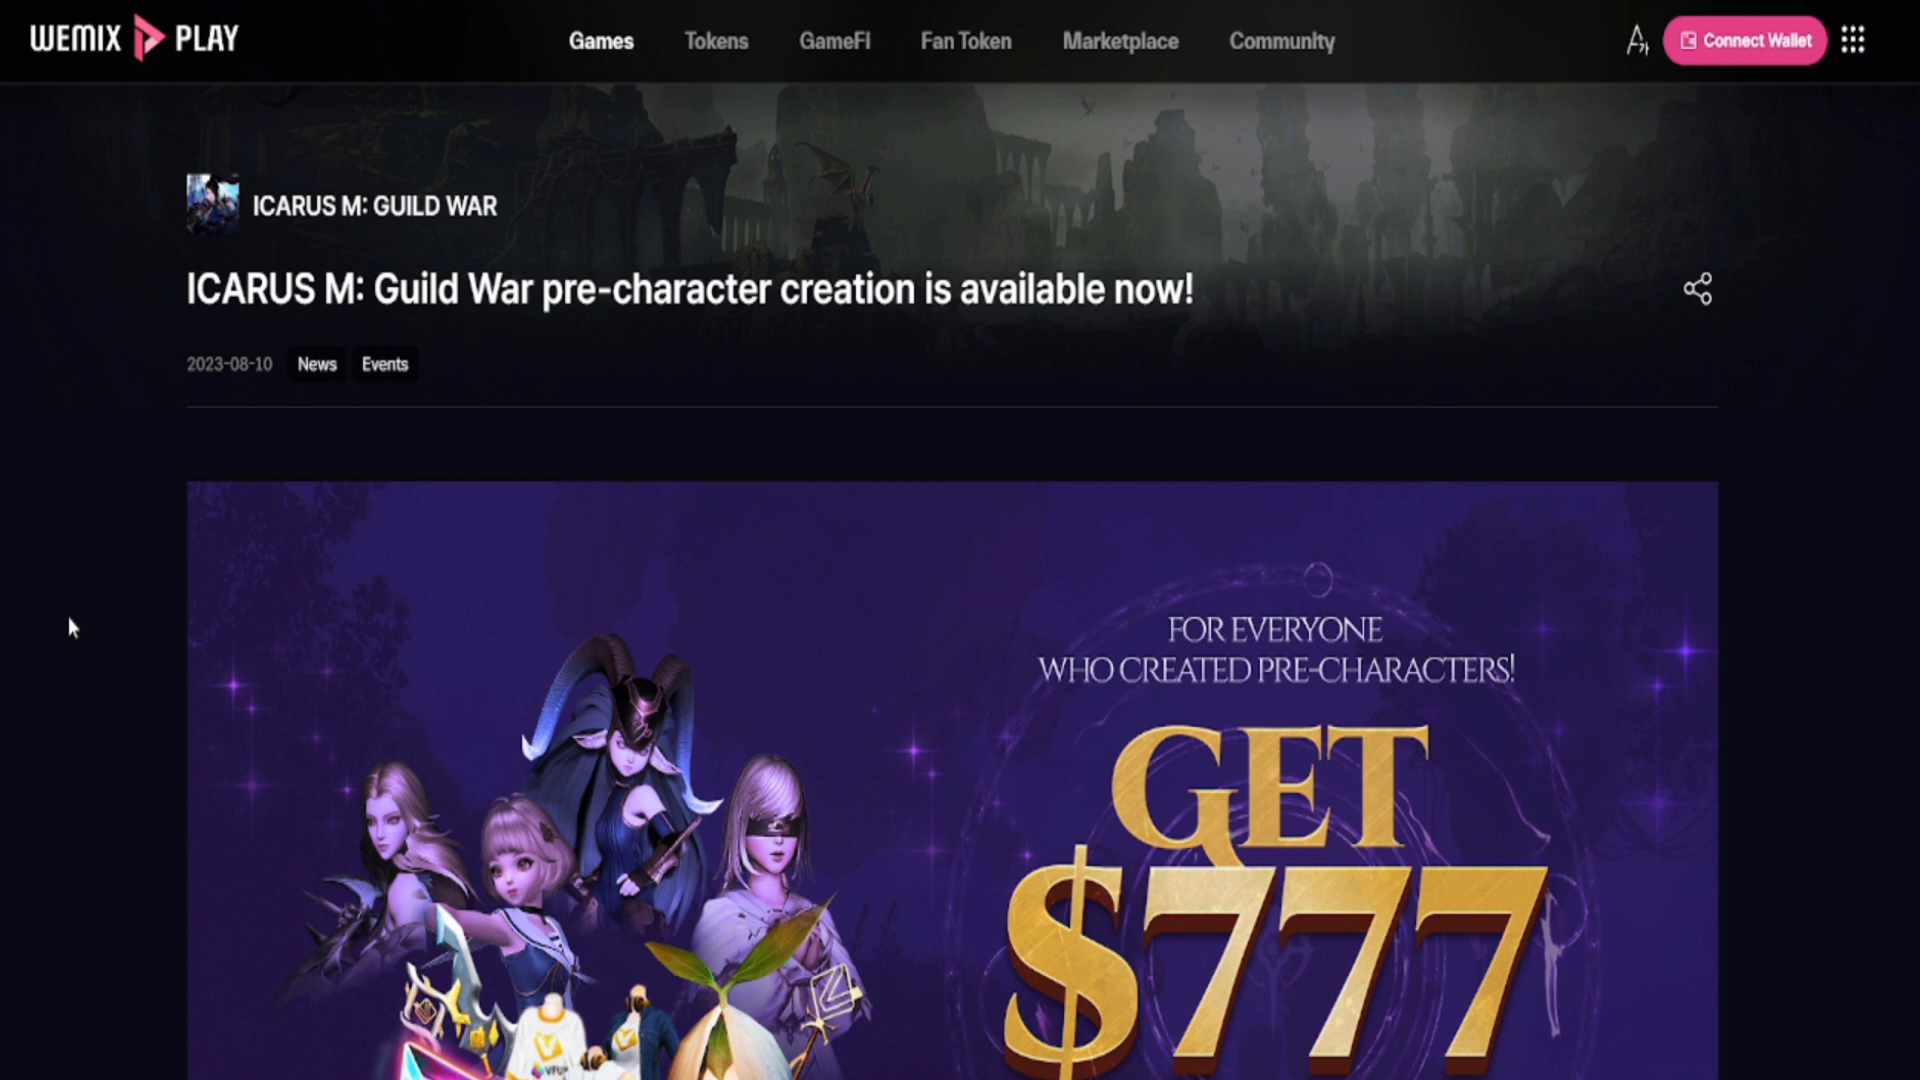 WEMIX PLAY
Games
Tokens
GameFi
Fan Token
Marketplace
Community
Connect Wallet
ICARUS M: GUILD WAR
ICARUS M: Guild War pre-character creation is available now!
2023-08-10
News
Events
FOR EVERYONE
WHO CREATED PRE-CHARACTERS!
GET
$777